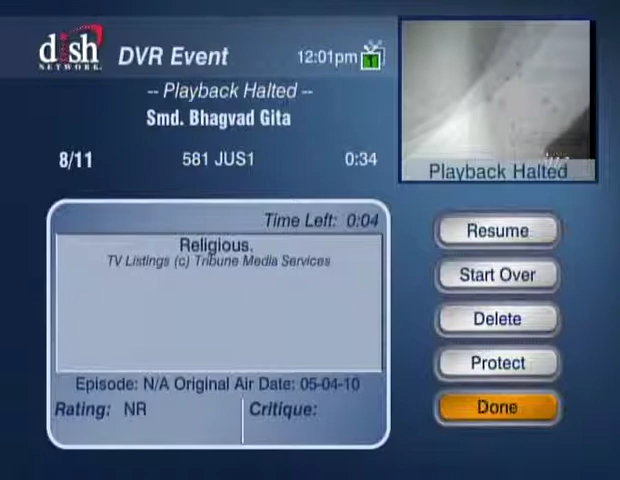 dish
NETWORK
DVR Event
12:01pm
1
-- Playback Halted --
Smd. Bhagvad Gita
8/11
581 JUS1
0:34
Playback Halted
Time Left: 0:04
Religious.
TV Listings (c) Tribune Media Services
Episode: N/A Original Air Date: 05-04-10
Rating: NR
Critique:
Resume
Start Over
Delete
Protect
Done